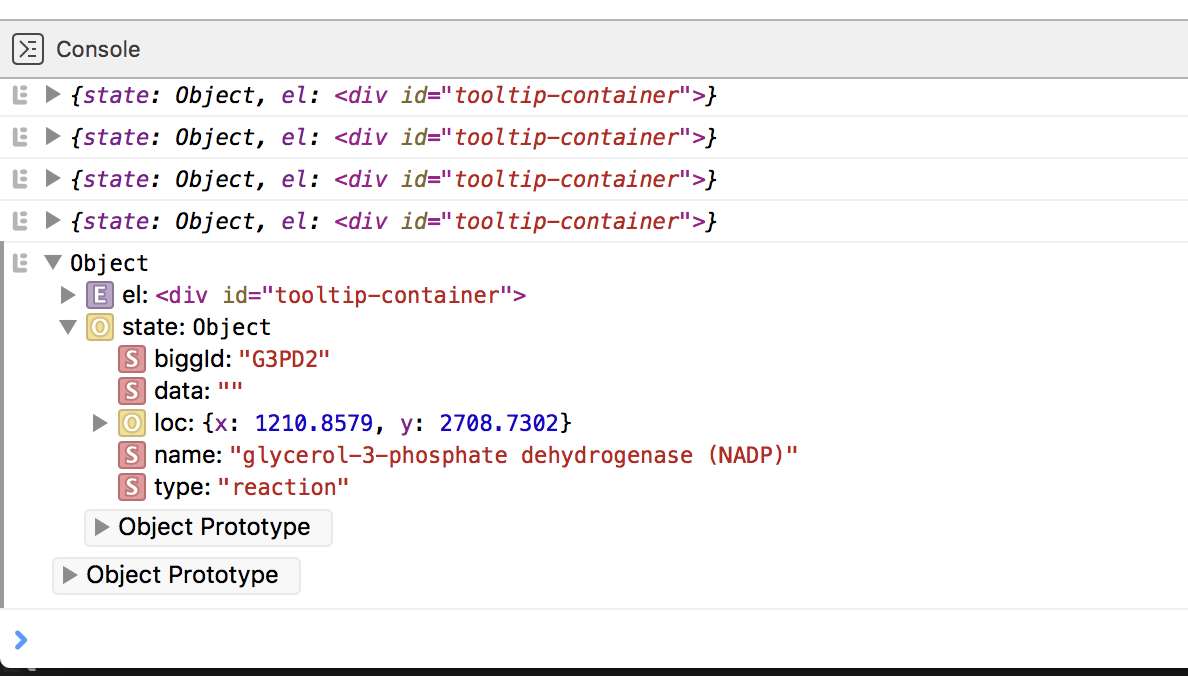 Console
{state: Object, el: <div id="tooltip-container">}
{state: Object, el: <div id="tooltip-container">}
{state: Object, el: <div id="tooltip-container">}
{state: Object, el: <div id="tooltip-container">}
Object
E el: <div id="tooltip-container">
O state: Object
S biggId: "G3PD2"
S data: ""
O loc: {x: 1210.8579, y: 2708.7302}
S name: "glycerol-3-phosphate dehydrogenase (NADP)"
S type: "reaction"
Object Prototype
Object Prototype